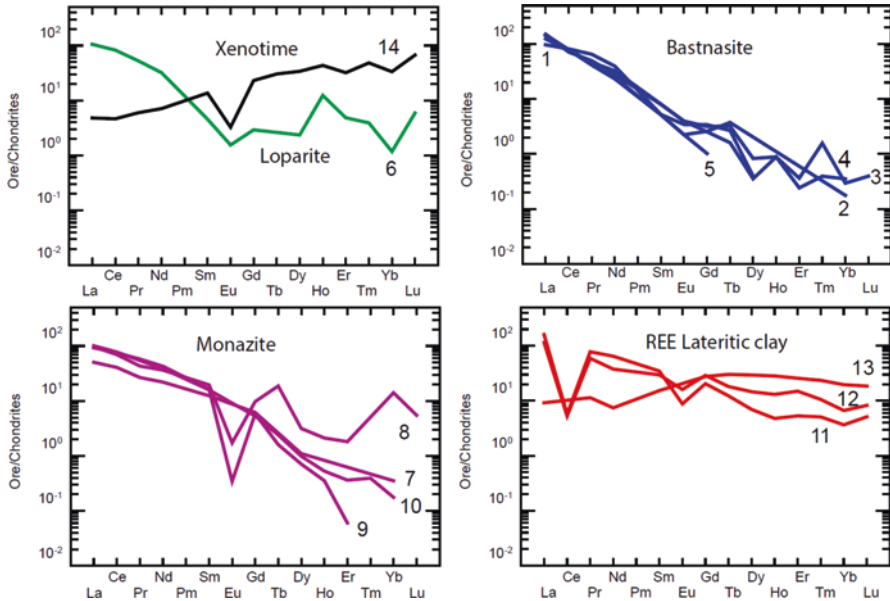 Ore/Chondrites
10²
10¹
10⁰
10⁻¹
10⁻²
Xenotime
14
Loparite
6
Ce Nd Sm Gd Dy Er Yb
La Pr Pm Eu Tb Ho Tm Lu
Ore/Chondrites
10²
10¹
10⁰
10⁻¹
10⁻²
Bastnasite
1
5
4
3
2
Ce Nd Sm Gd Dy Er Yb
La Pr Pm Eu Tb Ho Tm Lu
Ore/Chondrites
10²
10¹
10⁰
10⁻¹
10⁻²
Monazite
8
7
10
9
Ce Nd Sm Gd Dy Er Yb
La Pr Pm Eu Tb Ho Tm Lu
Ore/Chondrites
10²
10¹
10⁰
10⁻¹
10⁻²
REE Lateritic clay
13
12
11
Ce Nd Sm Gd Dy Er Yb
La Pr Pm Eu Tb Ho Tm Lu